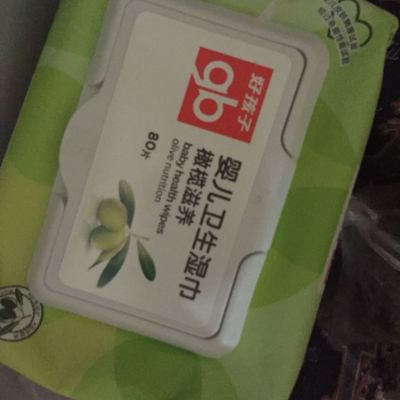 gb
好孩子
婴儿卫生湿巾
橄榄滋养
baby health wipes
olive nutrition
80片